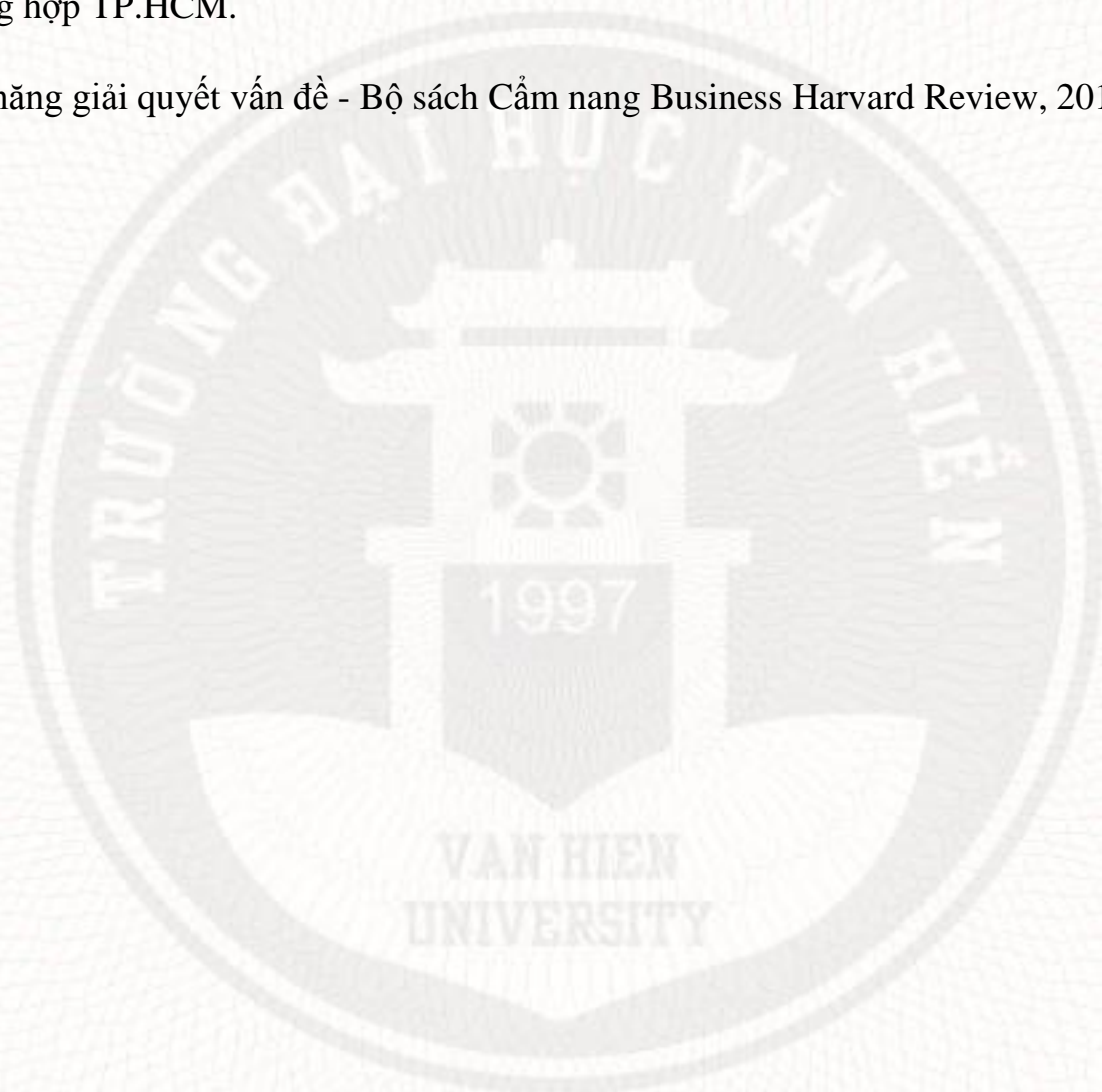 g hợp TP.HCM.
năng giải quyết vấn đề - Bộ sách Cẩm nang Business Harvard Review, 201
TRƯỜNG ĐẠI HỌC VĂN HIẾN
1997
VAN HIEN
UNIVERSITY